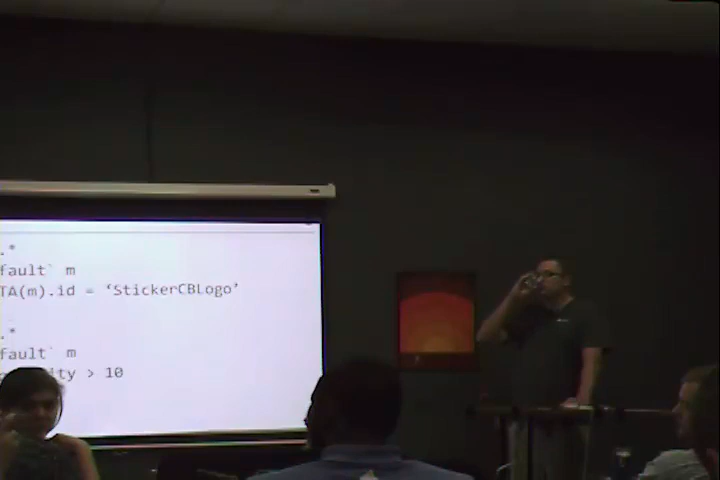 .*
fault` m
TA(m).id = ‘StickerCBLogo’
.*
fault` m
ity > 10